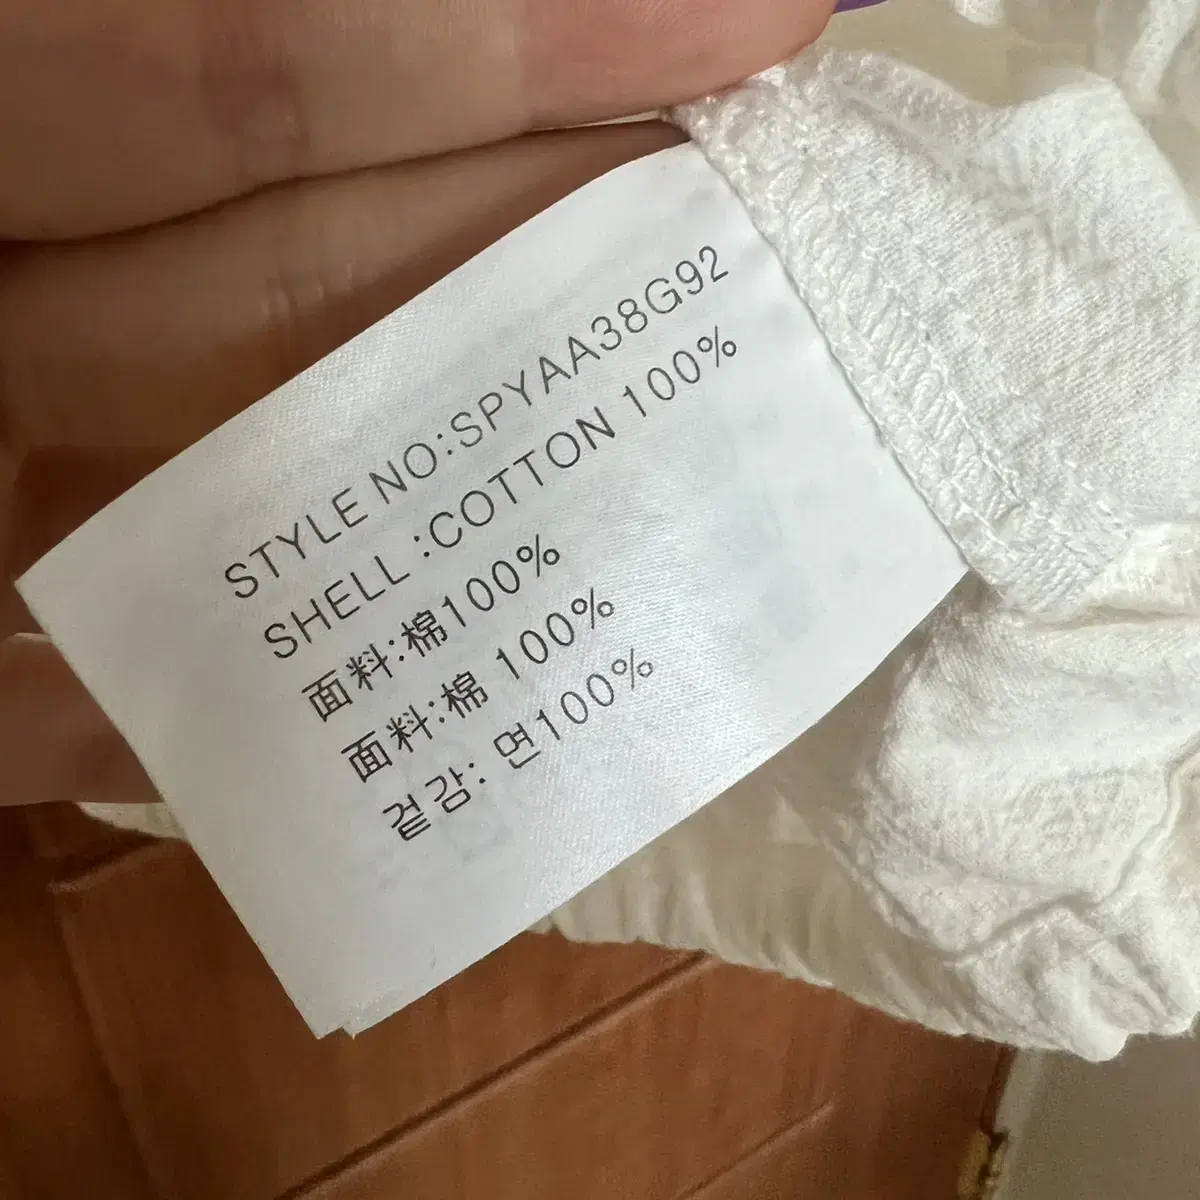 STYLE NO:SPYAA38G92
SHELL :COTTON 100%
面料:棉100%
面料:棉 100%
겉감: 면100%